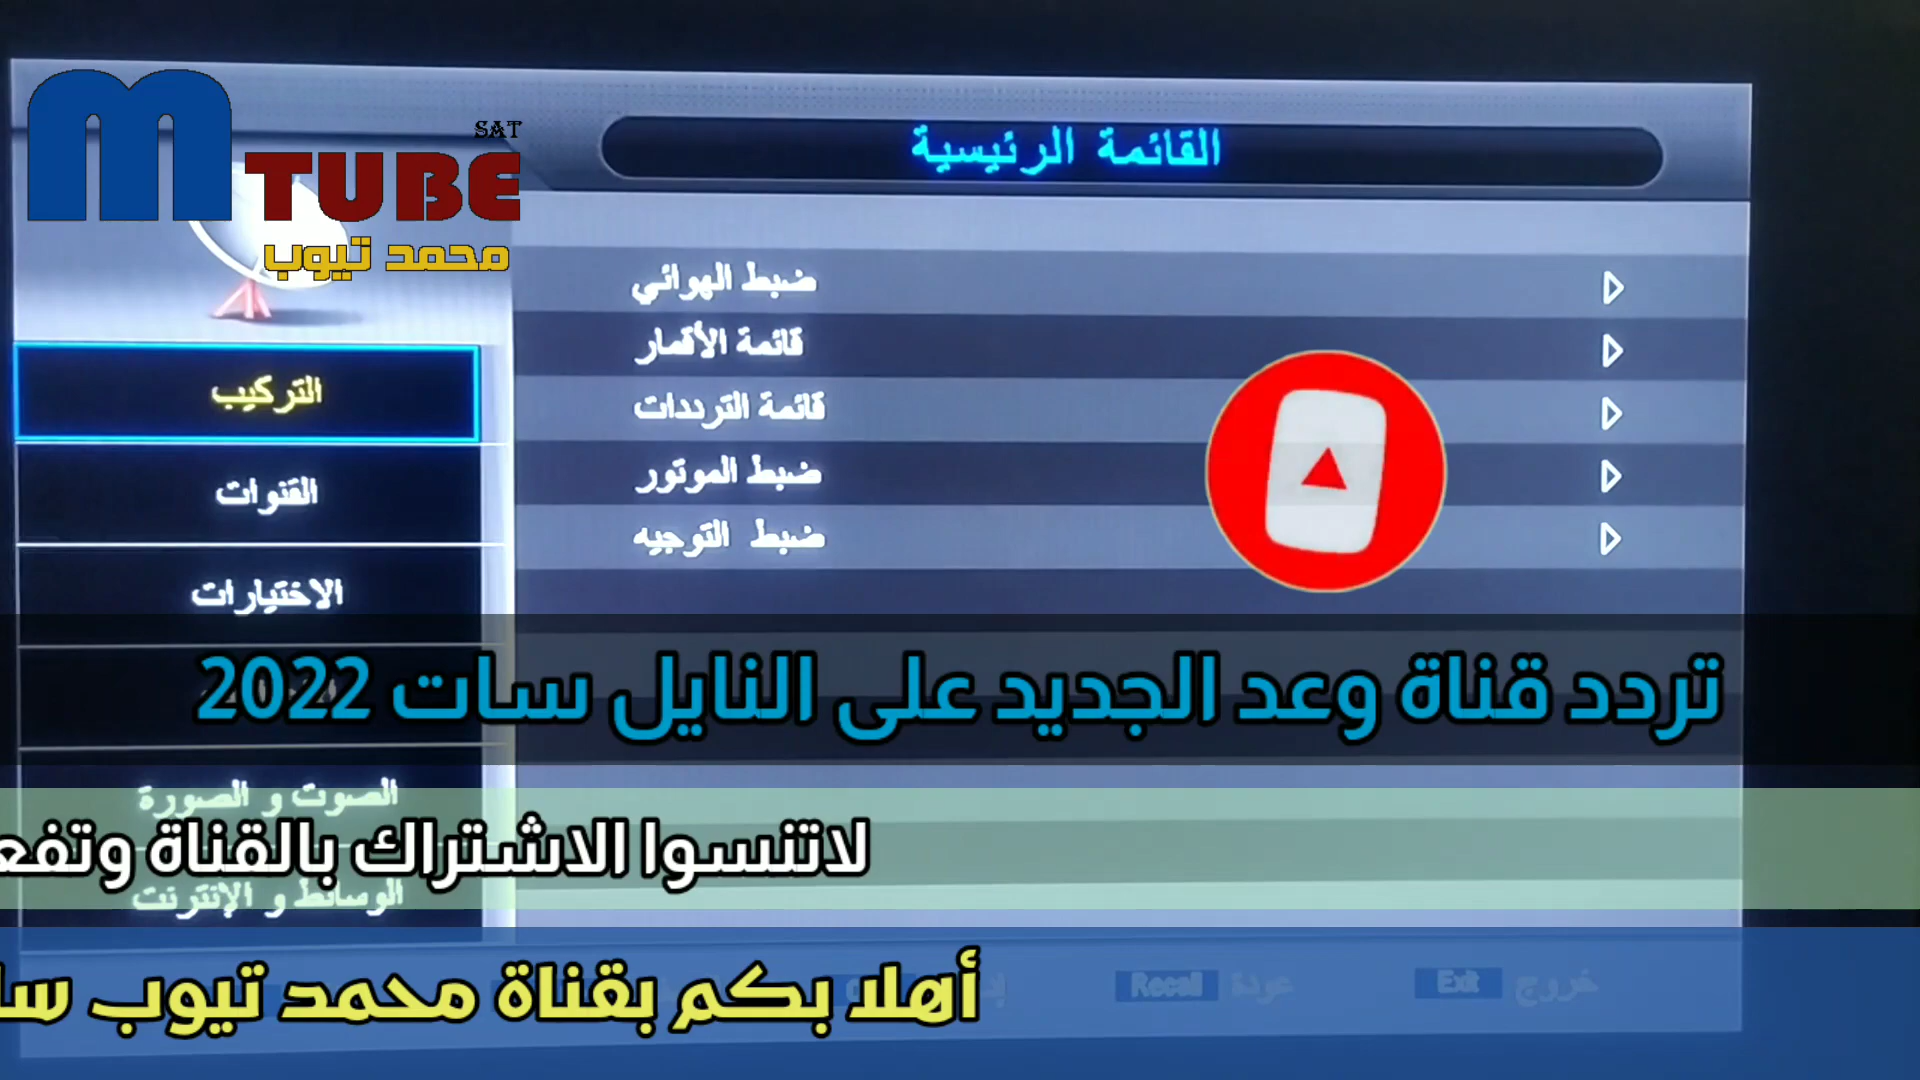 SAT
M TUBE
محمد تيوب
القائمة الرئيسية
ضبط الهوائي
قائمة الأقمار
قائمة الترددات
ضبط الموتور
ضبط التوجيه
التركيب
القنوات
الاختيارات
تردد قناة وعد الجديد على النايل سات 2022
الصوت و الصورة
لاتنسوا الاشتراك بالقناة
الوسائط و الإنترنت
أهلا بكم بقناة محمد تيوب
Recall عودة
Exit خروج